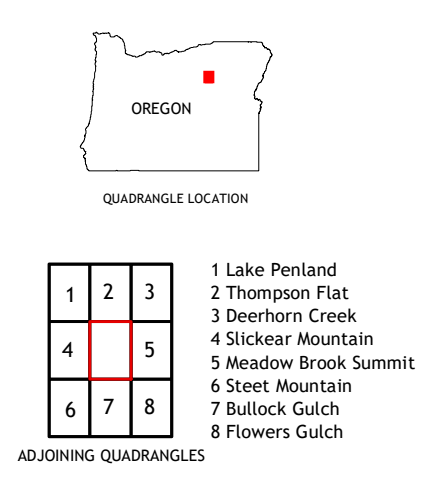 OREGON
QUADRANGLE LOCATION
1 2 3
4 5
6 7 8
ADJOINING QUADRANGLES
1 Lake Penland
2 Thompson Flat
3 Deerhorn Creek
4 Slickear Mountain
5 Meadow Brook Summit
6 Steet Mountain
7 Bullock Gulch
8 Flowers Gulch